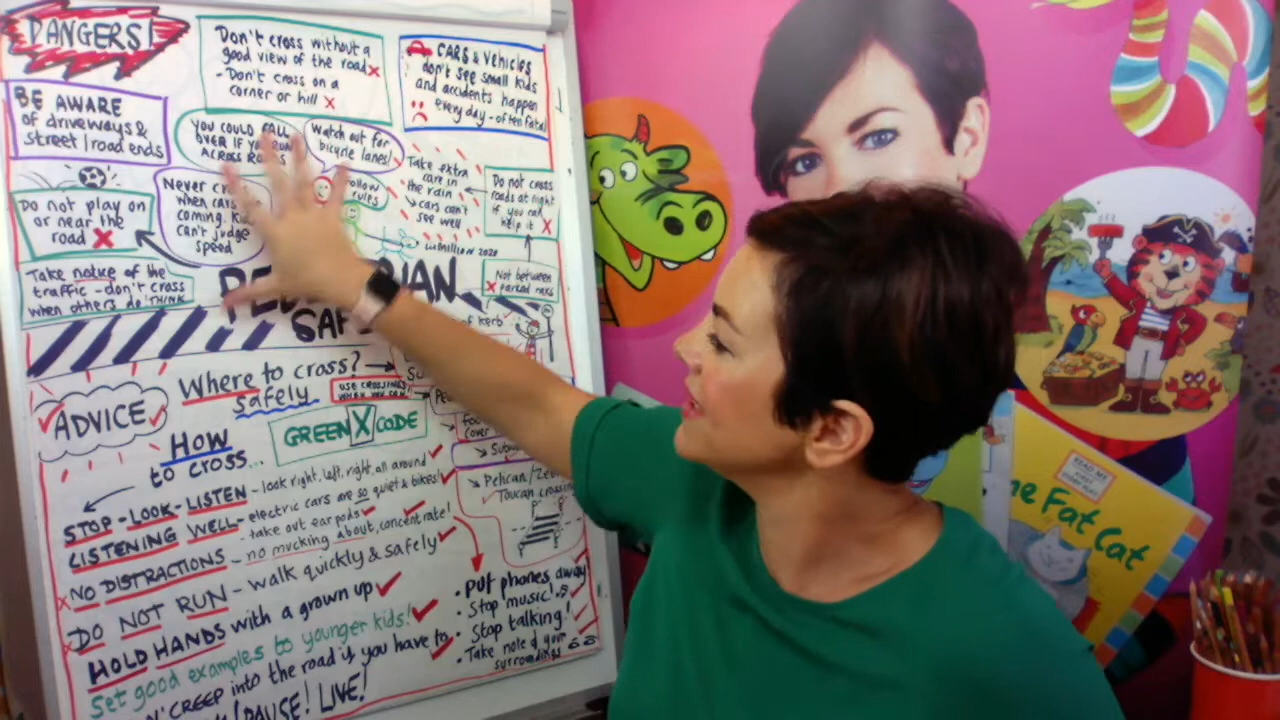 DANGERS!
Don't cross without a
good view of the road
- Don't cross on a
corner or hill
CARS & VEHICLES
don't see small kids
and accidents happen
every day - often fatal
BE AWARE
of driveways &
street/road ends
YOU COULD FALL
OVER IF YOU RUN
ACROSS
Watch out for
bicycle lanes!
Take extra
care in
the rain
cars can't
see well
Do not cross
roads at night
if you can
help it
Never
when cars
coming.
can't judge
speed
follow
rules
Do not play on
or near the
road
2020
Take notice of the
traffic - don't cross
when others do THINK
Not between
parked cars
SAF
of kerb
Where to cross?
safely
USE CROSSINGS
WHEN YOU CAN
ADVICE
GREEN X CODE
HOW
to cross...
Pelican/
Toucan crossing
STOP - LOOK - LISTEN - look right, left, right, all around
LISTENING WELL - electric cars are so quiet & bikes!
- take out earpods
NO DISTRACTIONS - no mucking about, concentrate!
DO NOT RUN - walk quickly & safely
HOLD HANDS with a grown up
Set good examples to younger kids!
CREEP into the road if you have to
PAUSE! LIVE!
• Put phones away
• Stop music!
• Stop talking!
• Take note of your
surroundings
READ ME
Fat Cat